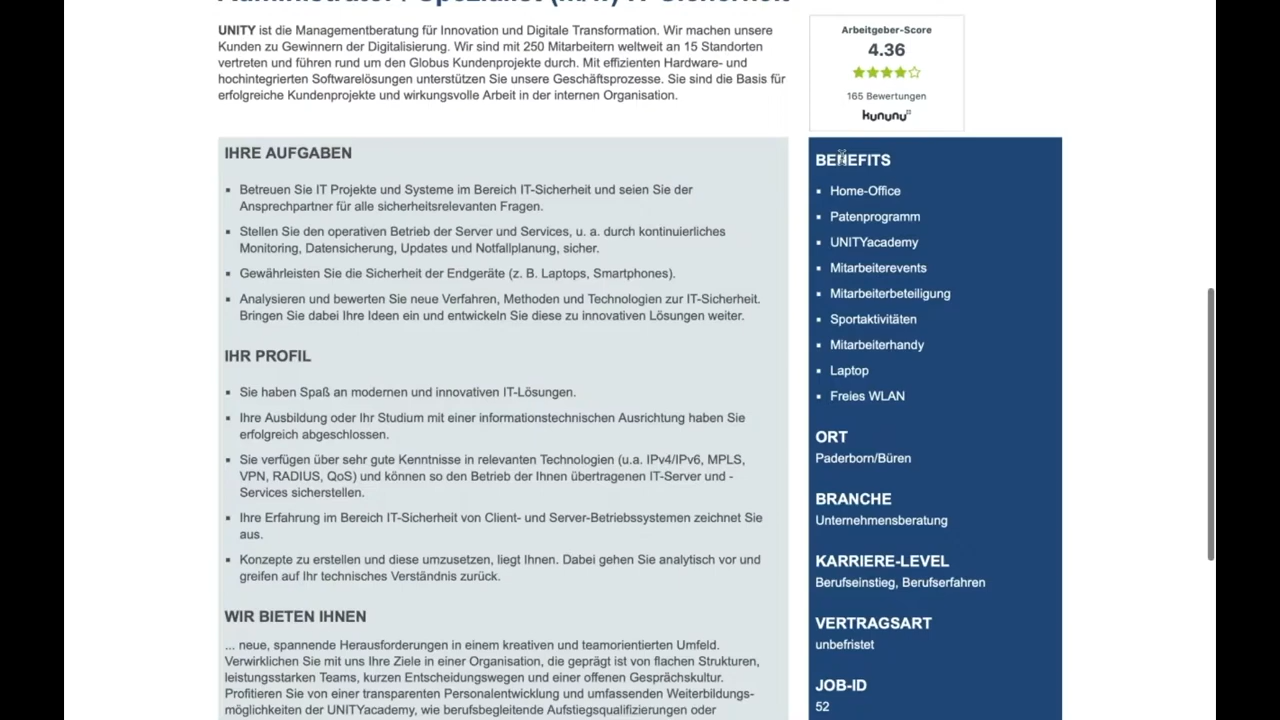 Administrator / Spezialist (m/w) IT-Sicherheit
UNITY ist die Managementberatung für Innovation und Digitale Transformation. Wir machen unsere
Kunden zu Gewinnern der Digitalisierung. Wir sind mit 250 Mitarbeitern weltweit an 15 Standorten
vertreten und führen rund um den Globus Kundenprojekte durch. Mit effizienten Hardware- und
hochintegrierten Softwarelösungen unterstützen Sie unsere Geschäftsprozesse. Sie sind die Basis für
erfolgreiche Kundenprojekte und wirkungsvolle Arbeit in der internen Organisation.
Arbeitgeber-Score
4.36
165 Bewertungen
kununu
IHRE AUFGABEN
▪ Betreuen Sie IT Projekte und Systeme im Bereich IT-Sicherheit und seien Sie der
Ansprechpartner für alle sicherheitsrelevanten Fragen.
▪ Stellen Sie den operativen Betrieb der Server und Services, u. a. durch kontinuierliches
Monitoring, Datensicherung, Updates und Notfallplanung, sicher.
▪ Gewährleisten Sie die Sicherheit der Endgeräte (z. B. Laptops, Smartphones).
▪ Analysieren und bewerten Sie neue Verfahren, Methoden und Technologien zur IT-Sicherheit.
Bringen Sie dabei Ihre Ideen ein und entwickeln Sie diese zu innovativen Lösungen weiter.
IHR PROFIL
▪ Sie haben Spaß an modernen und innovativen IT-Lösungen.
▪ Ihre Ausbildung oder Ihr Studium mit einer informationstechnischen Ausrichtung haben Sie
erfolgreich abgeschlossen.
▪ Sie verfügen über sehr gute Kenntnisse in relevanten Technologien (u.a. IPv4/IPv6, MPLS,
VPN, RADIUS, QoS) und können so den Betrieb der Ihnen übertragenen IT-Server und -
Services sicherstellen.
▪ Ihre Erfahrung im Bereich IT-Sicherheit von Client- und Server-Betriebssystemen zeichnet Sie
aus.
▪ Konzepte zu erstellen und diese umzusetzen, liegt Ihnen. Dabei gehen Sie analytisch vor und
greifen auf Ihr technisches Verständnis zurück.
WIR BIETEN IHNEN
... neue, spannende Herausforderungen in einem kreativen und teamorientierten Umfeld.
Verwirklichen Sie mit uns Ihre Ziele in einer Organisation, die geprägt ist von flachen Strukturen,
leistungsstarken Teams, kurzen Entscheidungswegen und einer offenen Gesprächskultur.
Profitieren Sie von einer transparenten Personalentwicklung und umfassenden Weiterbildungs-
möglichkeiten der UNITYacademy, wie berufsbegleitende Aufstiegsqualifizierungen oder
BENEFITS
▪ Home-Office
▪ Patenprogramm
▪ UNITYacademy
▪ Mitarbeiterevents
▪ Mitarbeiterbeteiligung
▪ Sportaktivitäten
▪ Mitarbeiterhandy
▪ Laptop
▪ Freies WLAN
ORT
Paderborn/Büren
BRANCHE
Unternehmensberatung
KARRIERE-LEVEL
Berufseinstieg, Berufserfahren
VERTRAGSART
unbefristet
JOB-ID
52